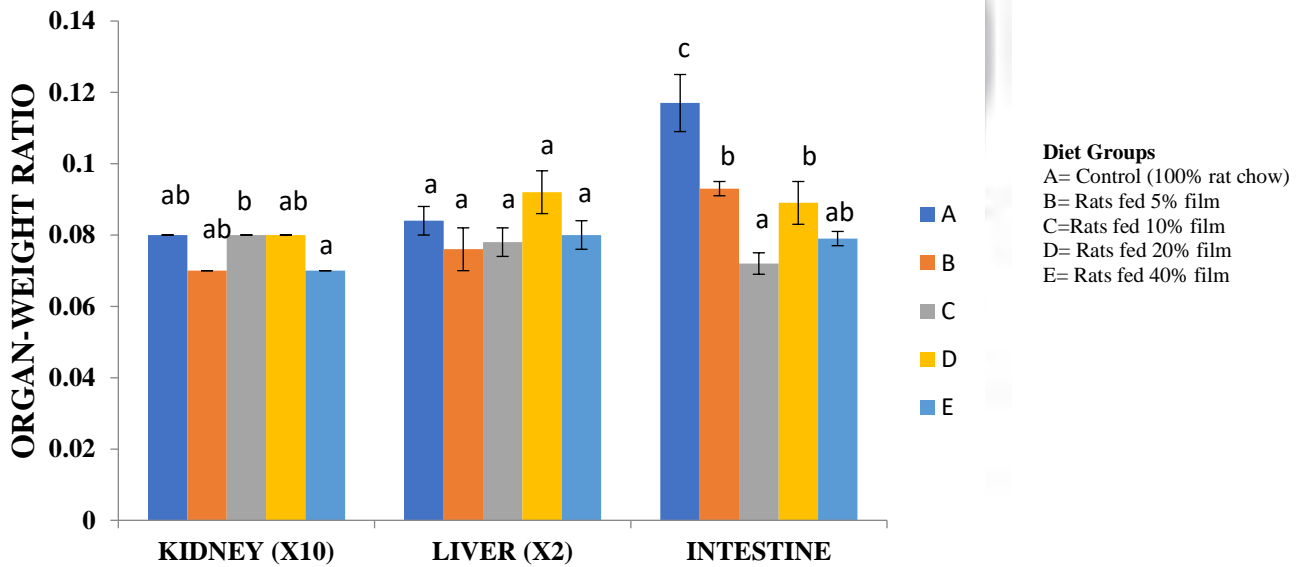 ORGAN-WEIGHT RATIO
0.14
0.12
0.1
0.08
0.06
0.04
0.02
0
ab
ab
b
ab
a
a
a
a
a
a
c
b
a
b
ab
KIDNEY (X10)
LIVER (X2)
INTESTINE
A
B
C
D
E
Diet Groups
A= Control (100% rat chow)
B= Rats fed 5% film
C=Rats fed 10% film
D= Rats fed 20% film
E= Rats fed 40% film